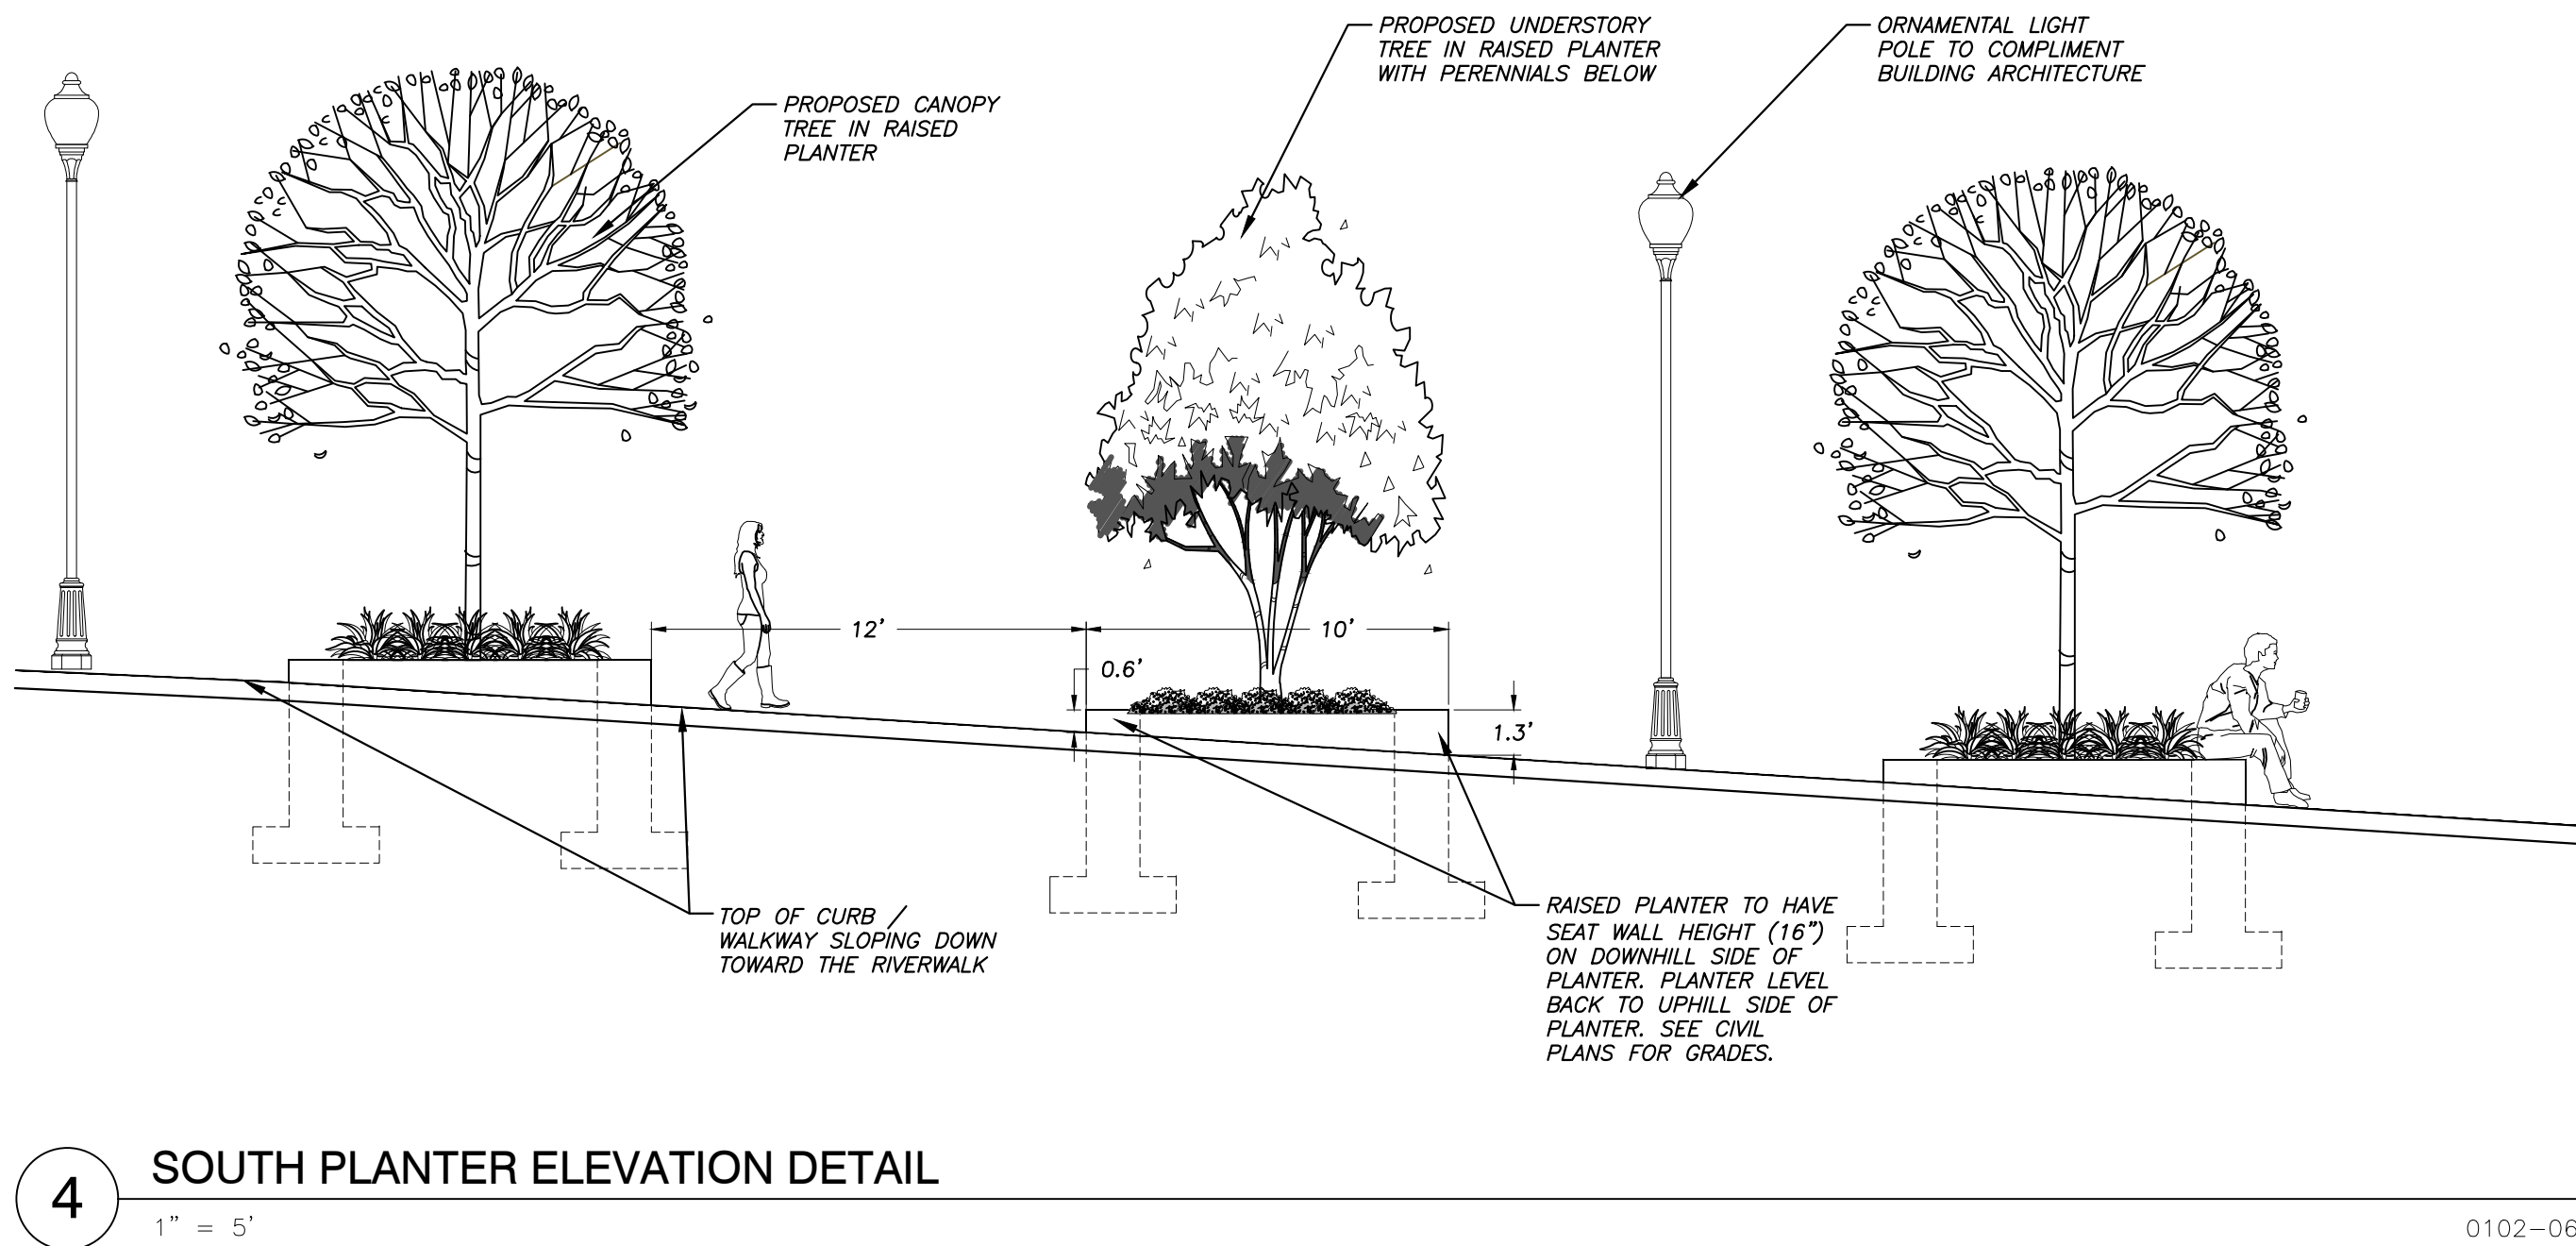 PROPOSED UNDERSTORY
TREE IN RAISED PLANTER
WITH PERENNIALS BELOW
ORNAMENTAL LIGHT
POLE TO COMPLIMENT
BUILDING ARCHITECTURE
PROPOSED CANOPY
TREE IN RAISED
PLANTER
12'
10'
0.6'
1.3'
TOP OF CURB /
WALKWAY SLOPING DOWN
TOWARD THE RIVERWALK
RAISED PLANTER TO HAVE
SEAT WALL HEIGHT (16")
ON DOWNHILL SIDE OF
PLANTER. PLANTER LEVEL
BACK TO UPHILL SIDE OF
PLANTER. SEE CIVIL
PLANS FOR GRADES.
4
SOUTH PLANTER ELEVATION DETAIL
1" = 5'
0102-06